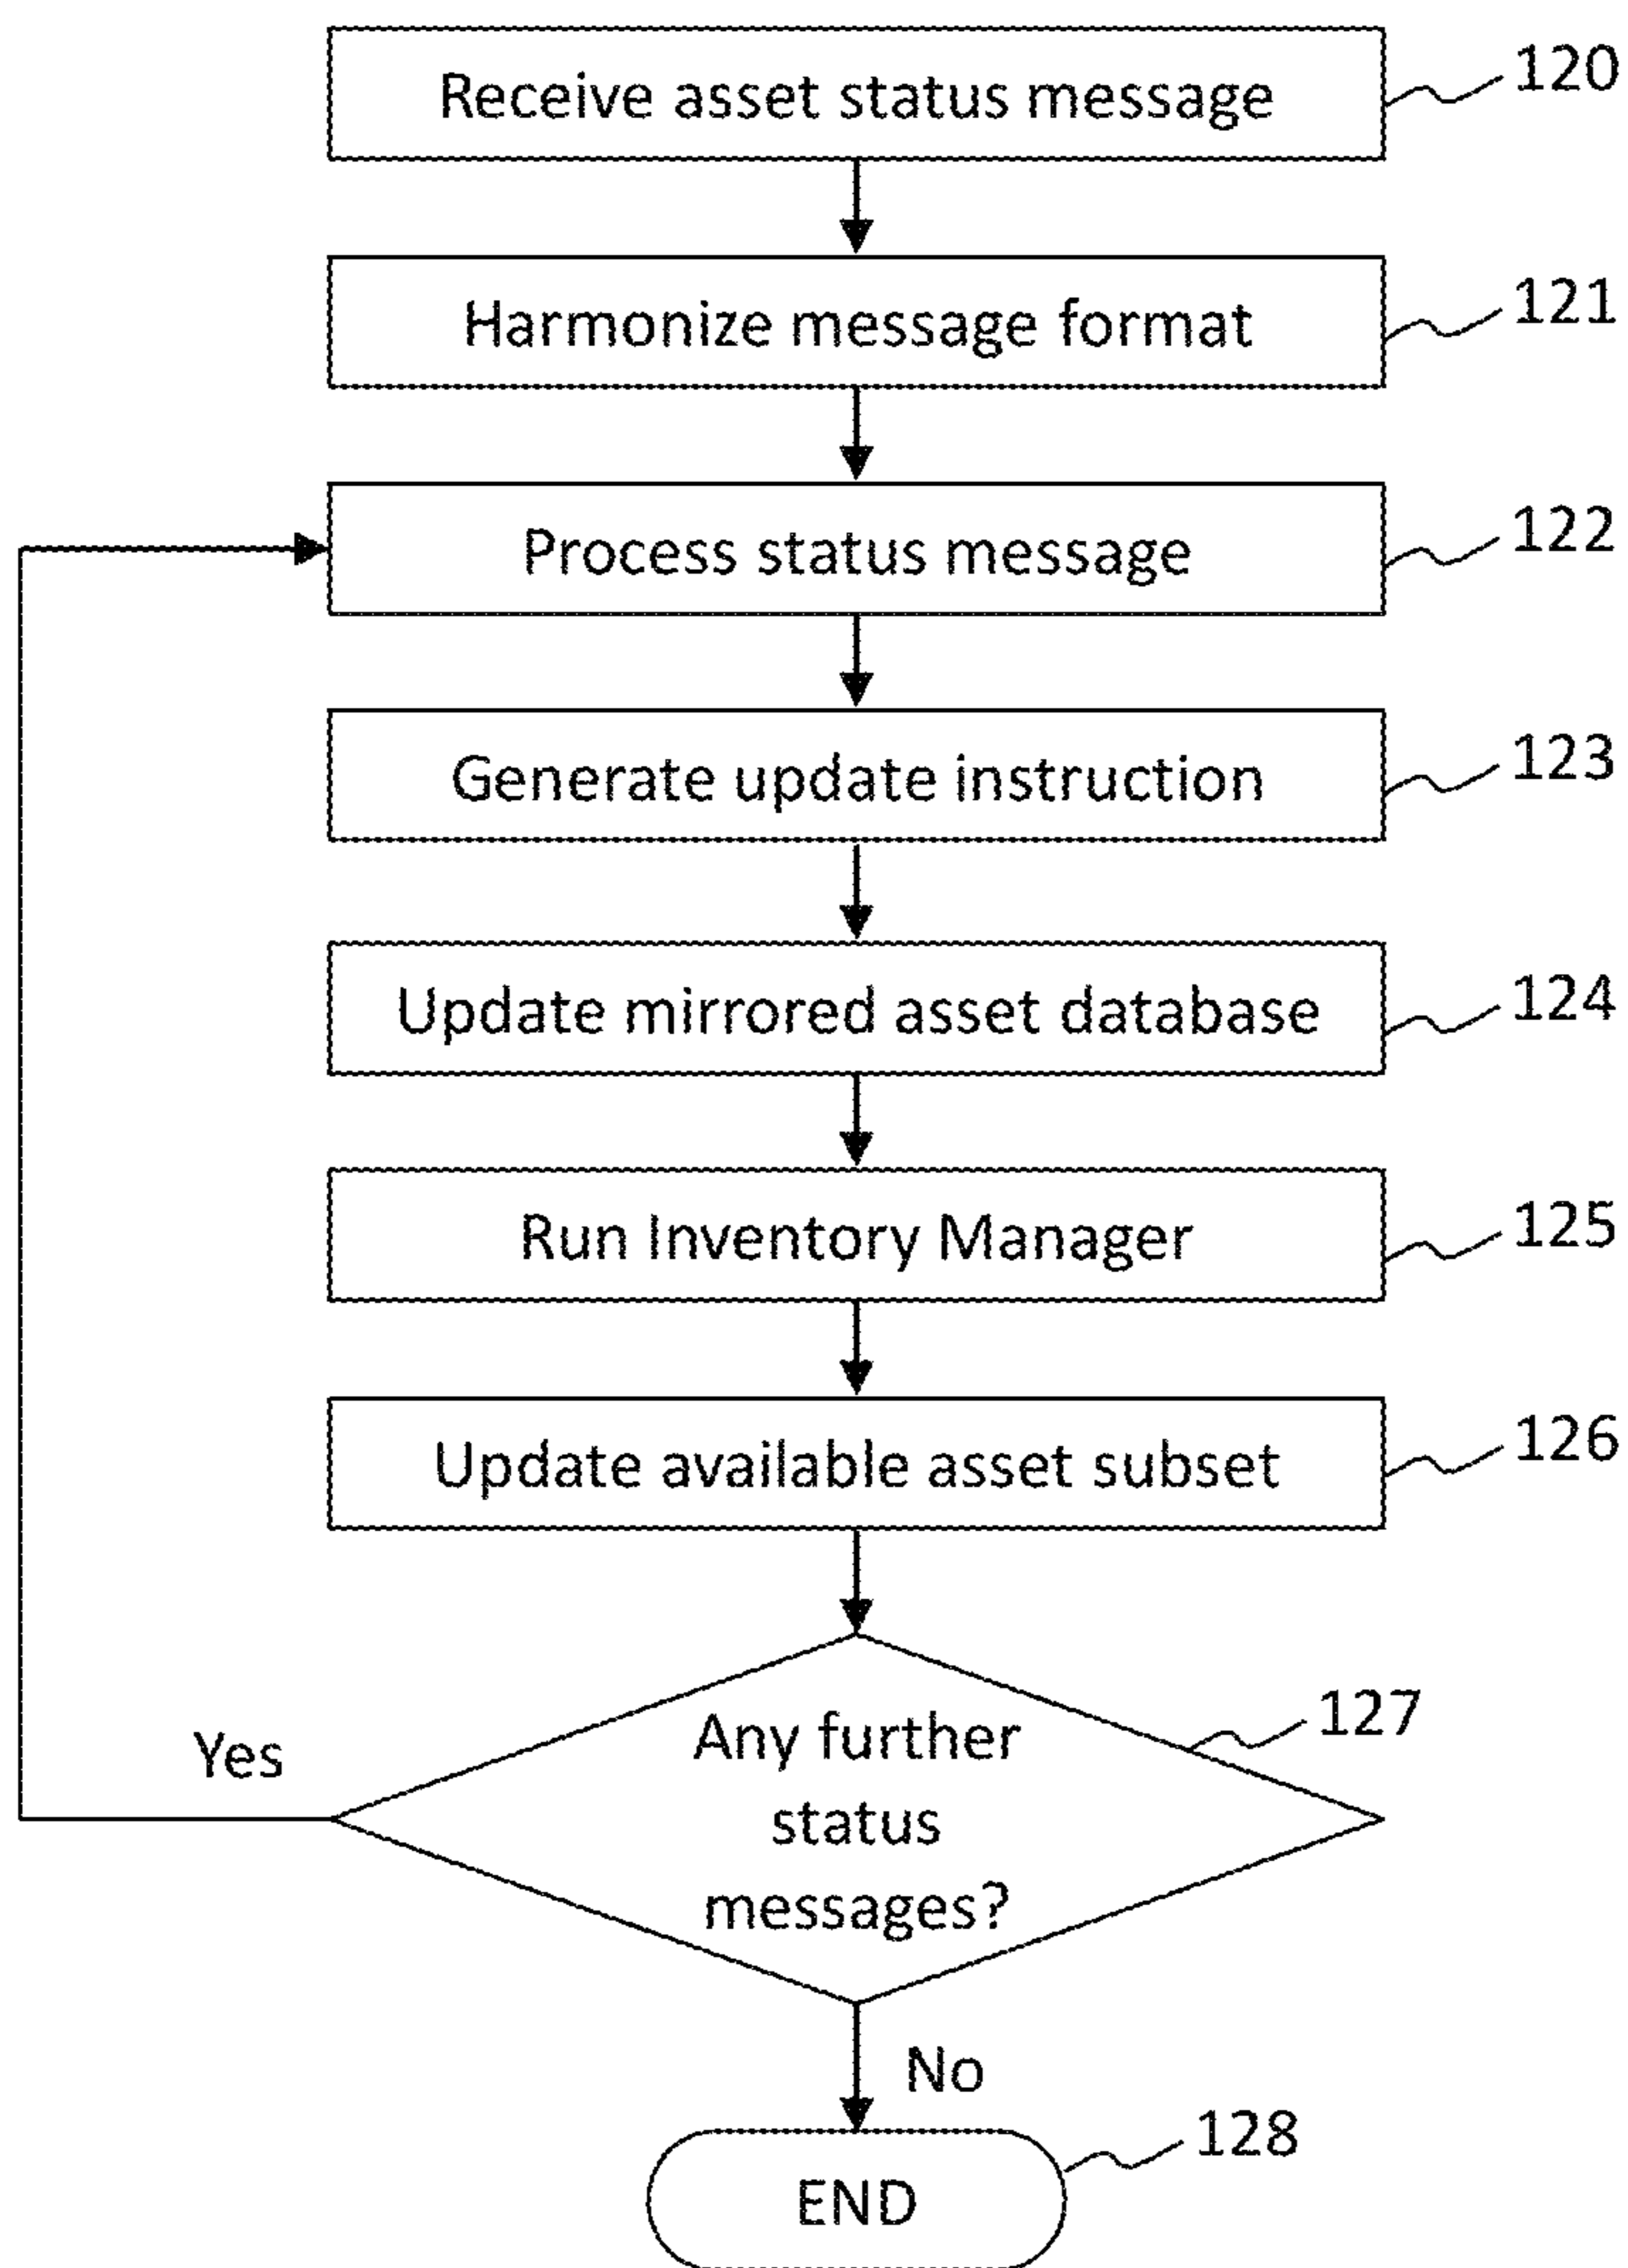 Receive asset status message
120
Harmonize message format
121
Process status message
122
Generate update instruction
123
Update mirrored asset database
124
Run Inventory Manager
125
Update available asset subset
126
Any further
status
messages?
127
Yes
No
END
128